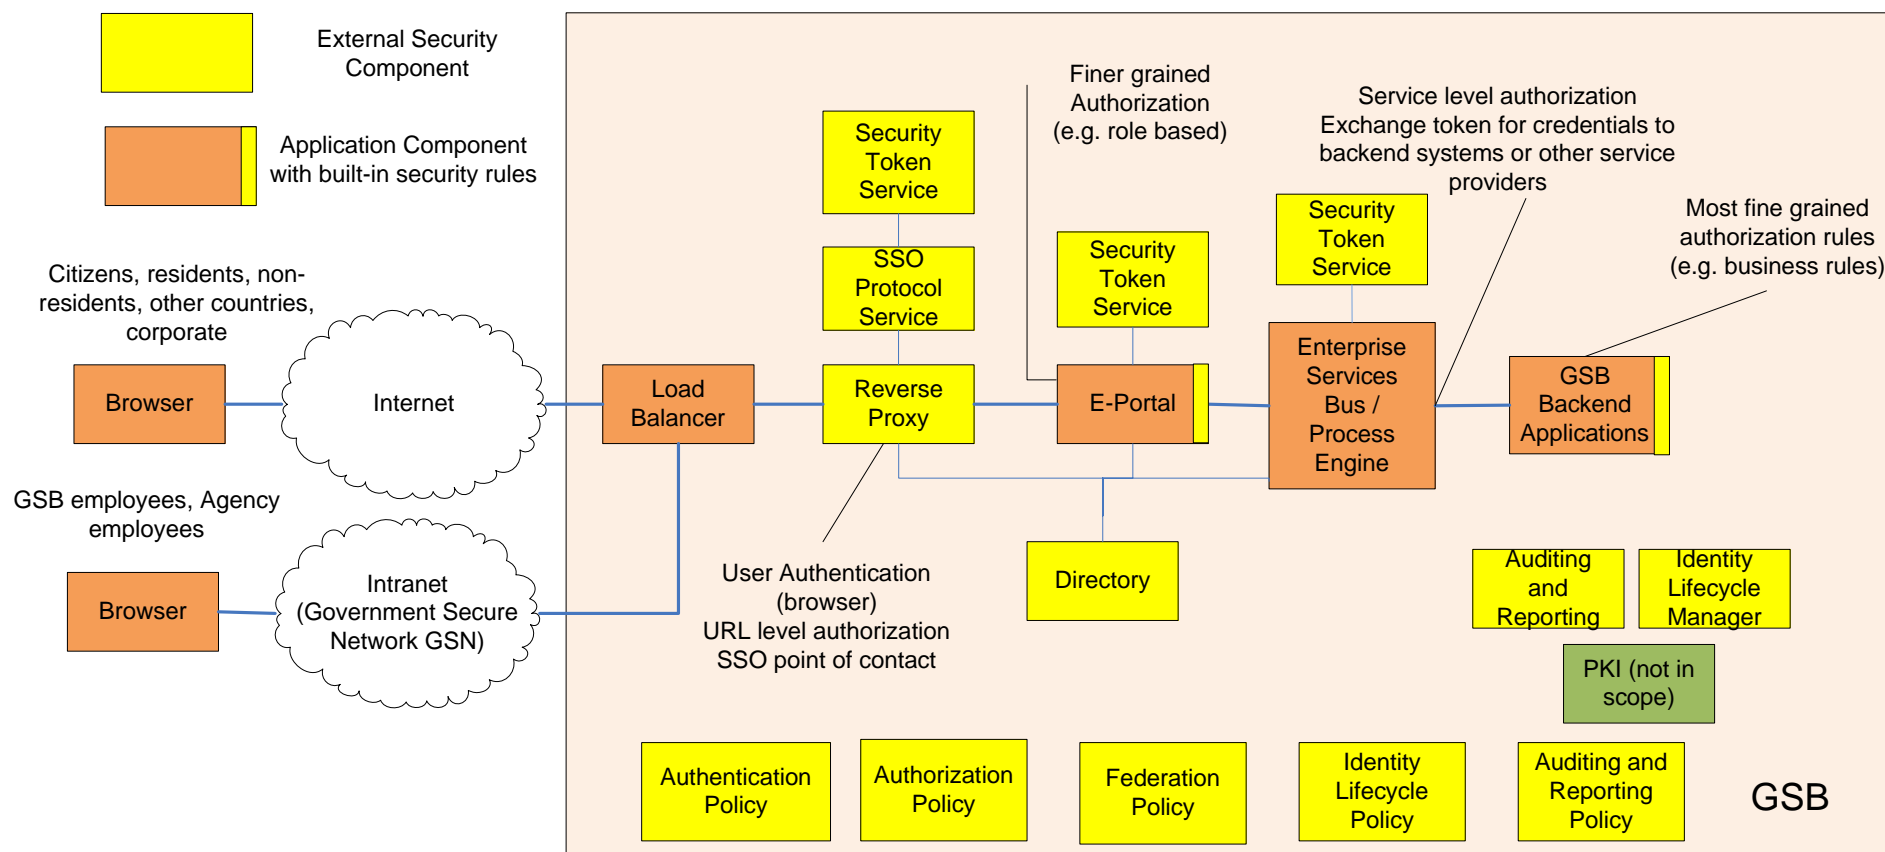 External Security
Component
Application Component
with built-in security rules
Citizens, residents, non-
residents, other countries,
corporate
Browser
Internet
GSB employees, Agency
employees
Browser
Intranet
(Government Secure
Network GSN)
Load
Balancer
Security
Token
Service
SSO
Protocol
Service
Reverse
Proxy
User Authentication
(browser)
URL level authorization
SSO point of contact
Finer grained
Authorization
(e.g. role based)
Security
Token
Service
E-Portal
Directory
Service level authorization
Exchange token for credentials to
backend systems or other service
providers
Security
Token
Service
Enterprise
Services
Bus /
Process
Engine
Most fine grained
authorization rules
(e.g. business rules)
GSB
Backend
Applications
Auditing
and
Reporting
Identity
Lifecycle
Manager
PKI (not in
scope)
Authentication
Policy
Authorization
Policy
Federation
Policy
Identity
Lifecycle
Policy
Auditing and
Reporting
Policy
GSB